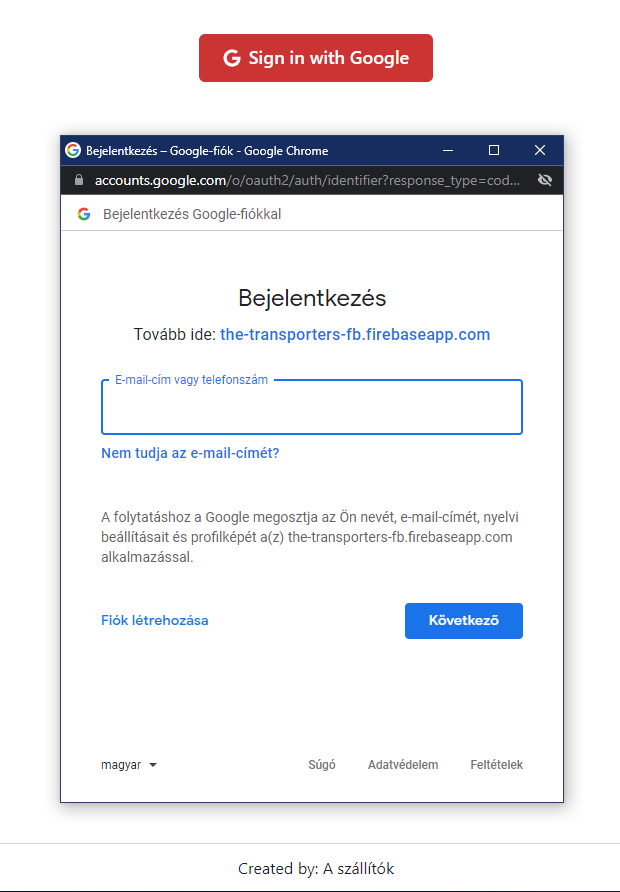 Sign in with Google
Bejelentkezés – Google-fiók - Google Chrome
accounts.google.com/o/oauth2/auth/identifier?response_type=cod...
Bejelentkezés Google-fiókkal
Bejelentkezés
Tovább ide: the-transporters-fb.firebaseapp.com
E-mail-cím vagy telefonszám
Nem tudja az e-mail-címét?
A folytatáshoz a Google megosztja az Ön nevét, e-mail-címét, nyelvi
beállításait és profilképét a(z) the-transporters-fb.firebaseapp.com
alkalmazással.
Fiók létrehozása
Következő
magyar
Súgó
Adatvédelem
Feltételek
Created by: A szállítók